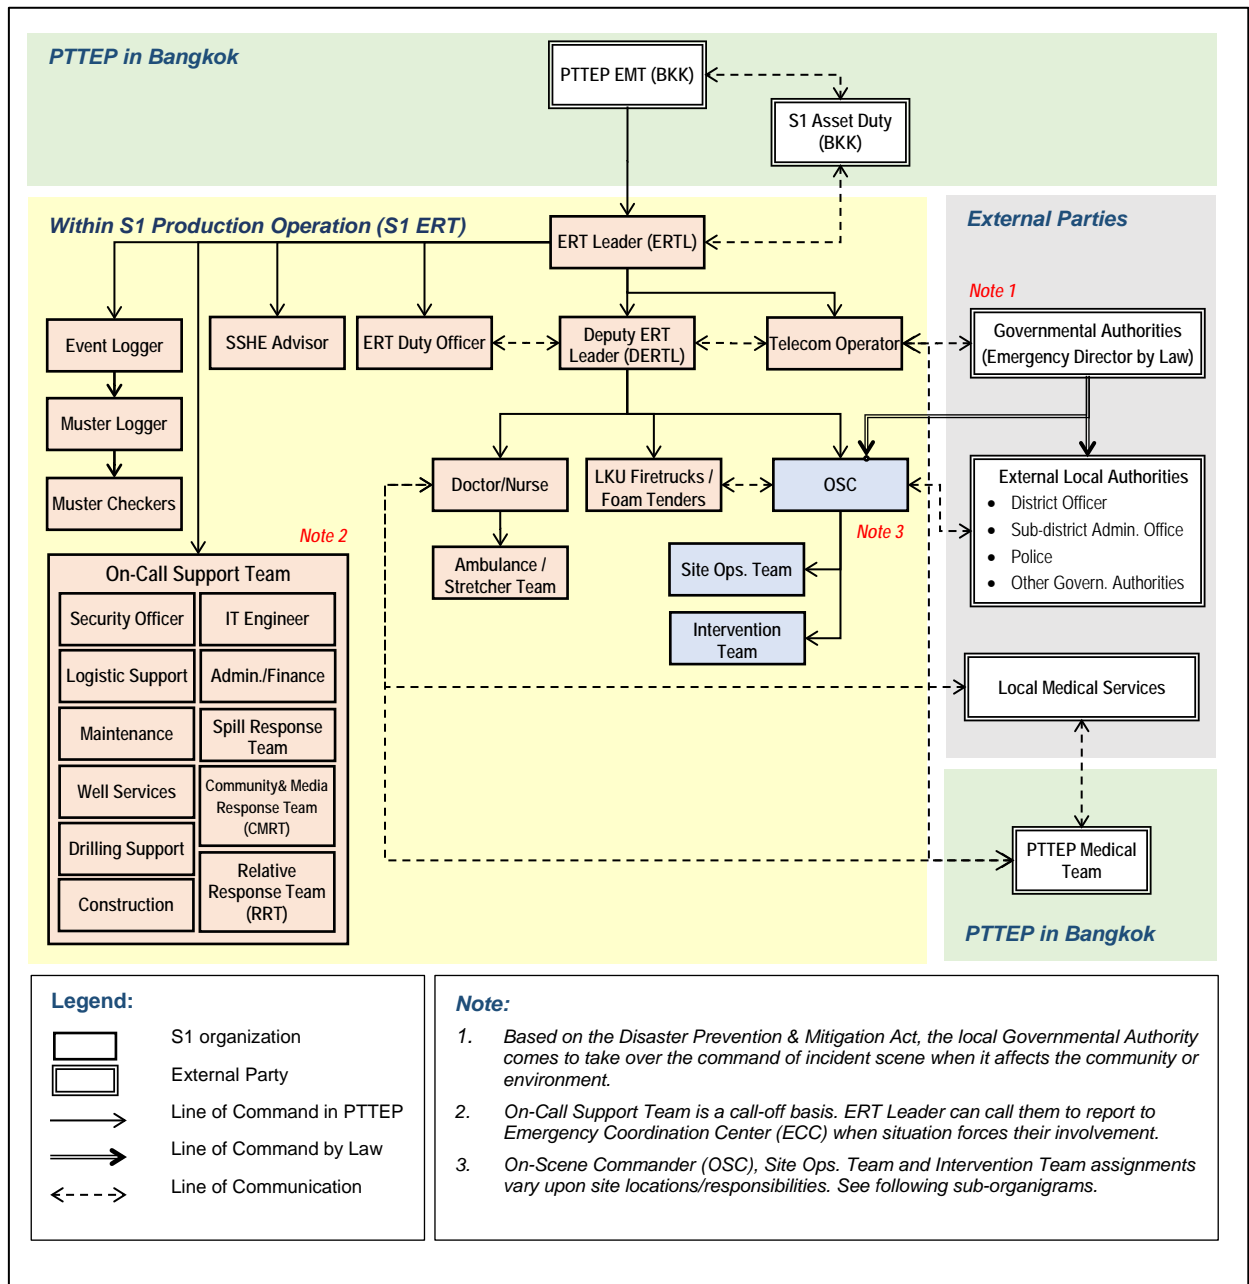 PTTEP in Bangkok
PTTEP EMT (BKK)
S1 Asset Duty
(BKK)
Within S1 Production Operation (S1 ERT)
ERT Leader (ERTL)
External Parties
Note 1
Event Logger
SSHE Advisor
ERT Duty Officer
Deputy ERT
Leader (DERTL)
Telecom Operator
Governmental Authorities
(Emergency Director by Law)
Muster Logger
Muster Checkers
Doctor/Nurse
LKU Firetrucks /
Foam Tenders
OSC
External Local Authorities
• District Officer
• Sub-district Admin. Office
• Police
• Other Govern. Authorities
Note 2
Note 3
Ambulance /
Stretcher Team
Site Ops. Team
Intervention
Team
On-Call Support Team
Security Officer
IT Engineer
Logistic Support
Admin./Finance
Maintenance
Spill Response
Team
Well Services
Community& Media
Response Team
(CMRT)
Drilling Support
Relative
Response Team
(RRT)
Construction
Local Medical Services
PTTEP Medical
Team
PTTEP in Bangkok
Legend:
S1 organization
External Party
Line of Command in PTTEP
Line of Command by Law
Line of Communication
Note:
1. Based on the Disaster Prevention & Mitigation Act, the local Governmental Authority
comes to take over the command of incident scene when it affects the community or
environment.
2. On-Call Support Team is a call-off basis. ERT Leader can call them to report to
Emergency Coordination Center (ECC) when situation forces their involvement.
3. On-Scene Commander (OSC), Site Ops. Team and Intervention Team assignments
vary upon site locations/responsibilities. See following sub-organigrams.